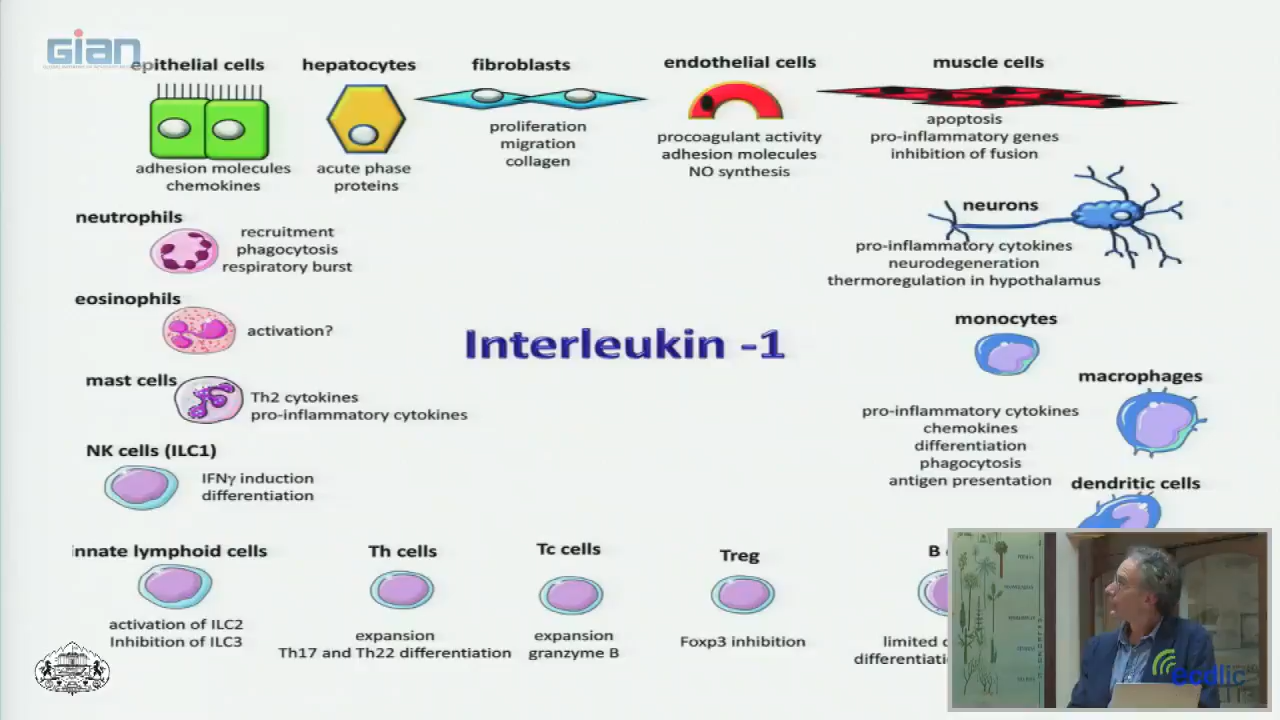 GIAN
epithelial cells
hepatocytes
fibroblasts
endothelial cells
muscle cells
adhesion molecules
chemokines
acute phase
proteins
proliferation
migration
collagen
procoagulant activity
adhesion molecules
NO synthesis
apoptosis
pro-inflammatory genes
inhibition of fusion
neutrophils
recruitment
phagocytosis
respiratory burst
neurons
pro-inflammatory cytokines
neurodegeneration
thermoregulation in hypothalamus
eosinophils
activation?
Interleukin -1
monocytes
macrophages
mast cells
Th2 cytokines
pro-inflammatory cytokines
pro-inflammatory cytokines
chemokines
differentiation
phagocytosis
antigen presentation
NK cells (ILC1)
IFNγ induction
differentiation
dendritic cells
innate lymphoid cells
activation of ILC2
Inhibition of ILC3
Th cells
expansion
Th17 and Th22 differentiation
Tc cells
expansion
granzyme B
Treg
Foxp3 inhibition
B
limited
ecdlic